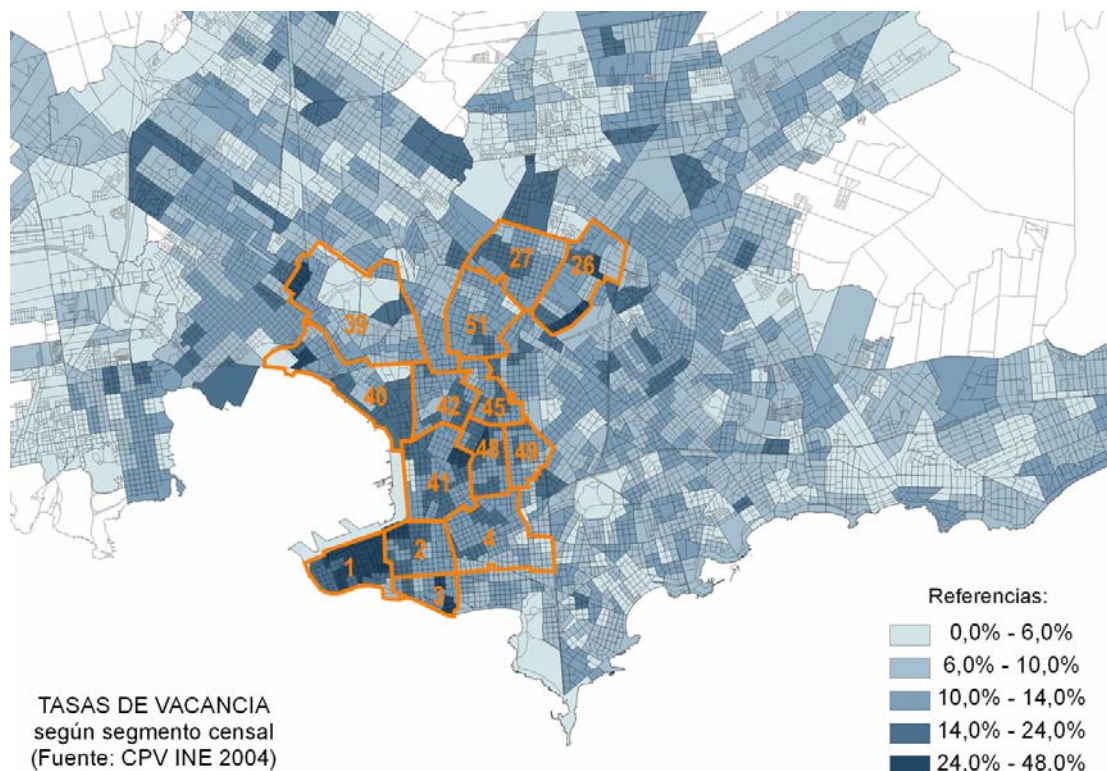 27
26
39
51
40
42
45
48
49
41
2
4
1
3
Referencias:
0,0% - 6,0%
6,0% - 10,0%
10,0% - 14,0%
14,0% - 24,0%
24,0% - 48,0%
TASAS DE VACANCIA
según segmento censal
(Fuente: CPV INE 2004)